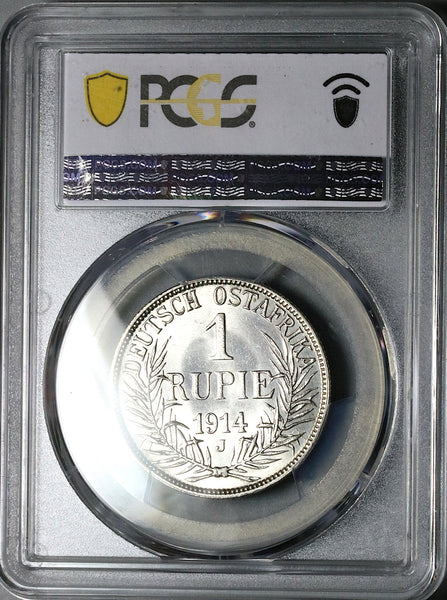 PCGS®
DEUTSCH OSTAFRIKA
1
RUPIE
1914
J